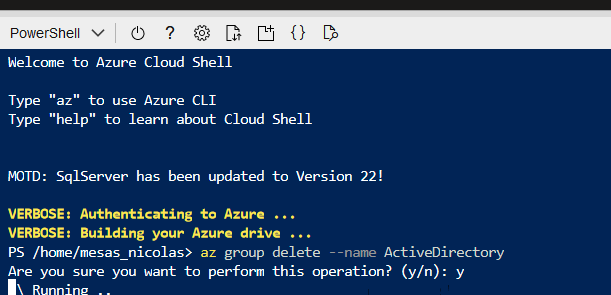 PowerShell
?
{}
Welcome to Azure Cloud Shell
Type "az" to use Azure CLI
Type "help" to learn about Cloud Shell
MOTD: SqlServer has been updated to Version 22!
VERBOSE: Authenticating to Azure ...
VERBOSE: Building your Azure drive ...
PS /home/mesas_nicolas> az group delete --name ActiveDirectory
Are you sure you want to perform this operation? (y/n): y
\ Running ..